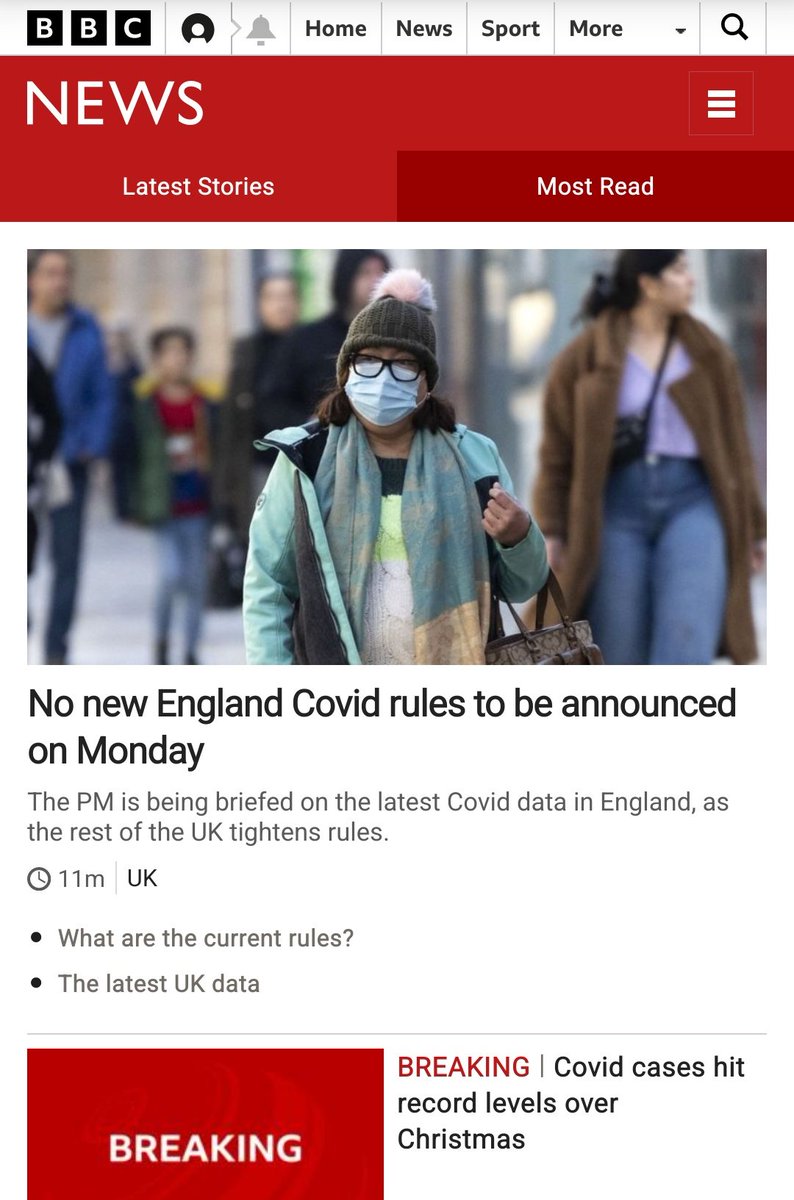 BBC Home News Sport More
NEWS
Latest Stories Most Read
No new England Covid rules to be announced
on Monday
The PM is being briefed on the latest Covid data in England, as
the rest of the UK tightens rules.
11m UK
• What are the current rules?
• The latest UK data
BREAKING
BREAKING | Covid cases hit
record levels over
Christmas